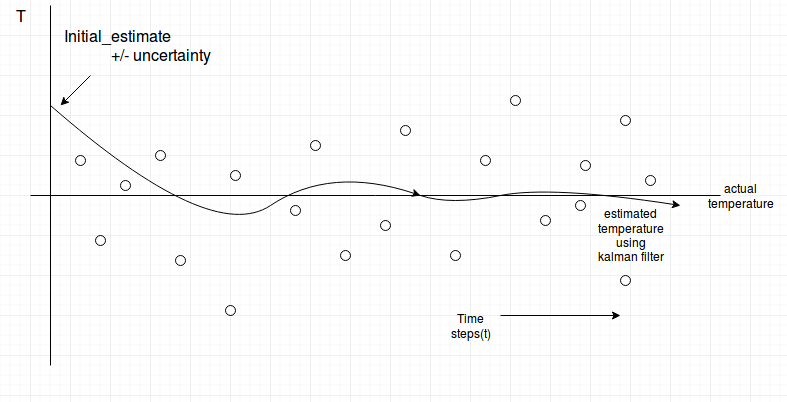 T
Initial_estimate
+/- uncertainty
actual
temperature
estimated
temperature
using
kalman filter
Time
steps(t)